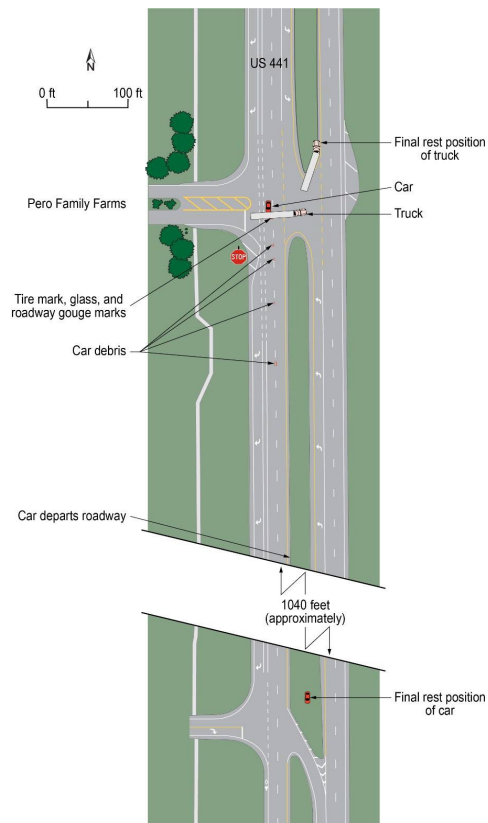 US 441
N
0 ft
100 ft
Final rest position
of truck
Car
Pero Family Farms
Truck
STOP
Tire mark, glass, and
roadway gouge marks
Car debris
Car departs roadway
1040 feet
(approximately)
Final rest position
of car